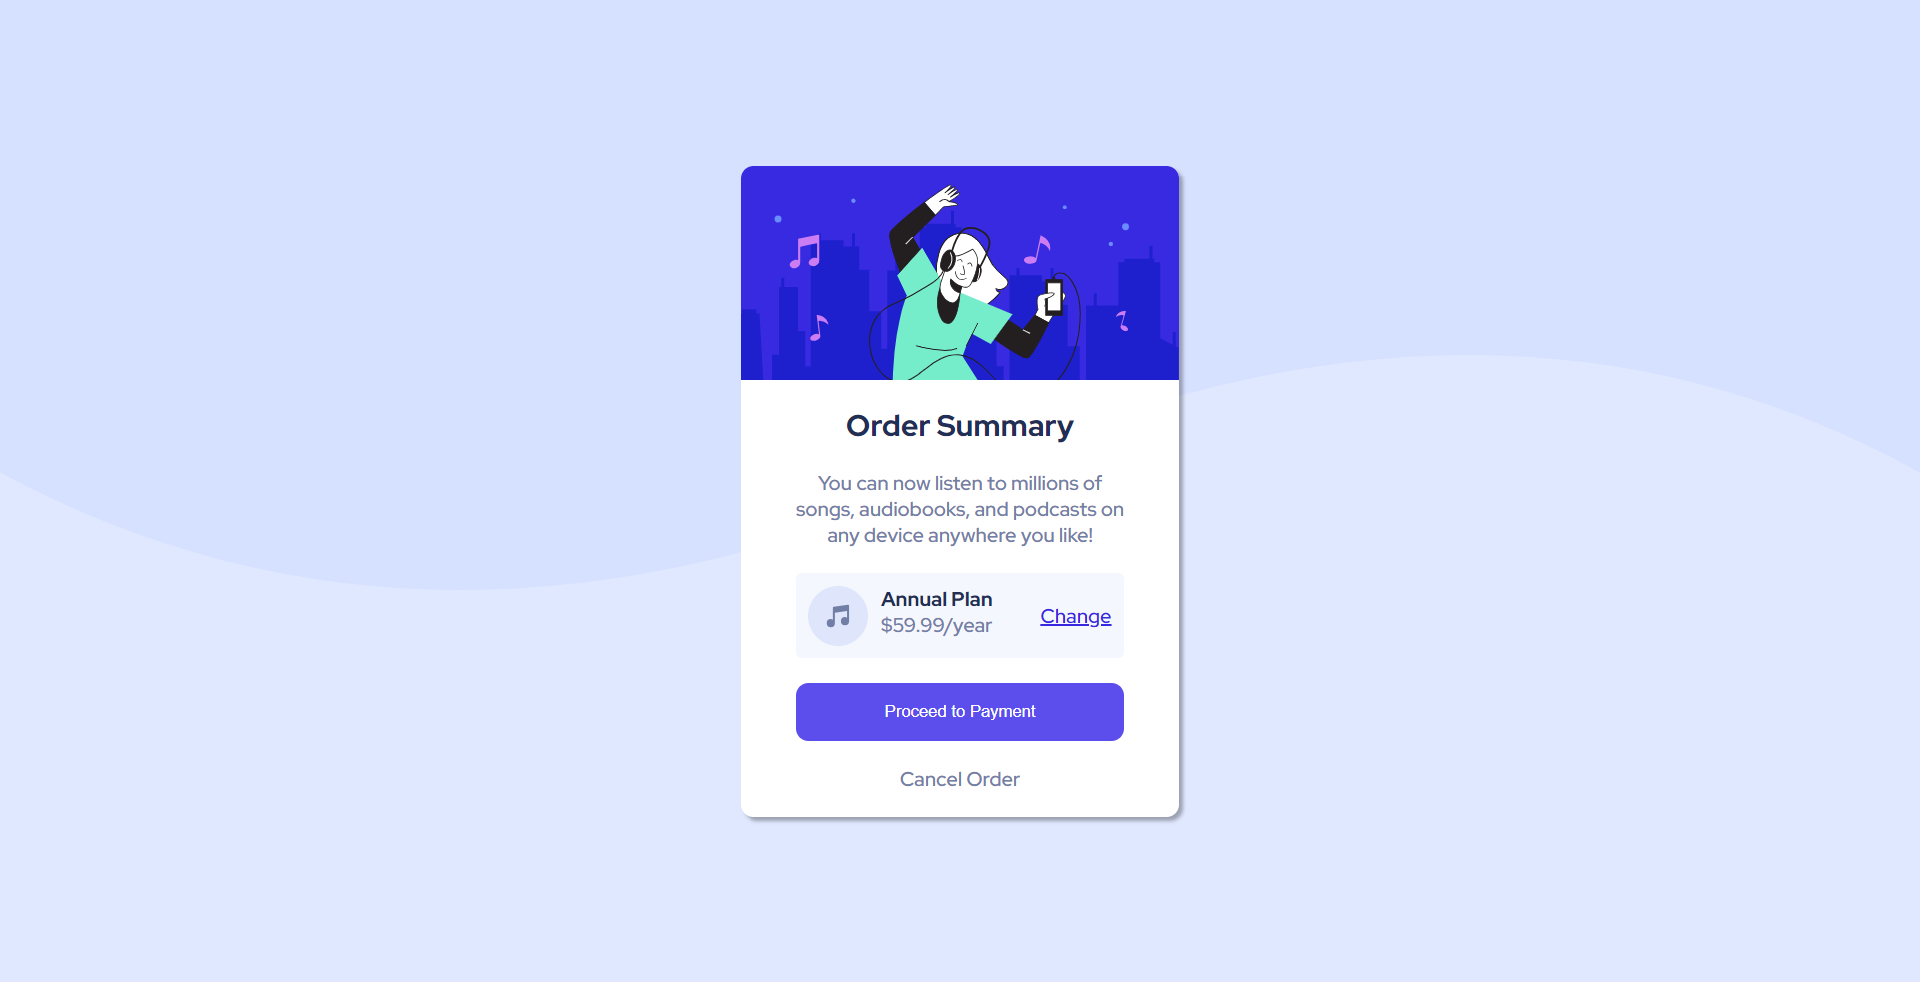 Order Summary
You can now listen to millions of
songs, audiobooks, and podcasts on
any device anywhere you like!
Annual Plan
$59.99/year
Change
Proceed to Payment
Cancel Order